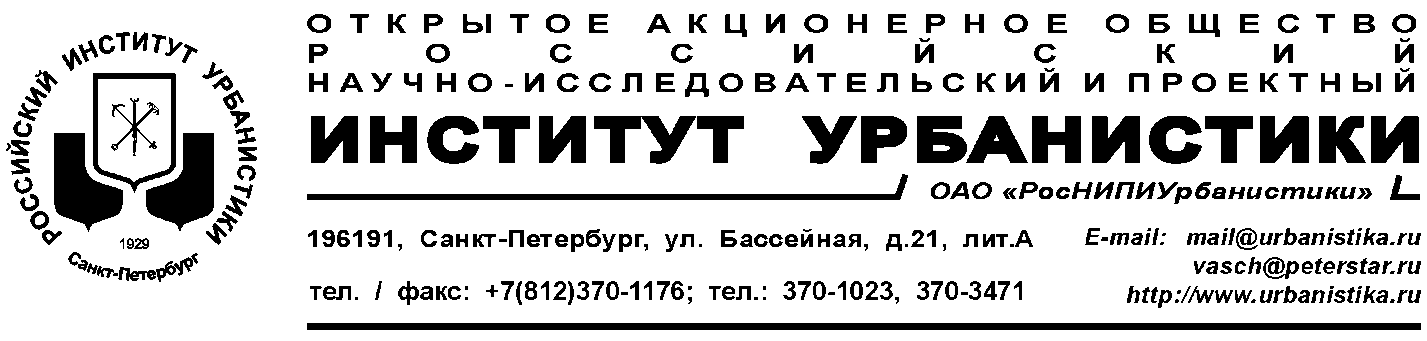 РОССИЙСКИЙ ИНСТИТУТ УРБАНИСТИКИ
1929
Санкт-Петербург
ОТКРЫТОЕ АКЦИОНЕРНОЕ ОБЩЕСТВО
РОССИЙСКИЙ
НАУЧНО-ИССЛЕДОВАТЕЛЬСКИЙ И ПРОЕКТНЫЙ
ИНСТИТУТ УРБАНИСТИКИ
ОАО «РосНИПИУрбанистики»
196191, Санкт-Петербург, ул. Бассейная, д.21, лит.А
тел. / факс: +7(812)370-1176; тел.: 370-1023, 370-3471
E-mail: mail@urbanistika.ru
vasch@peterstar.ru
http://www.urbanistika.ru